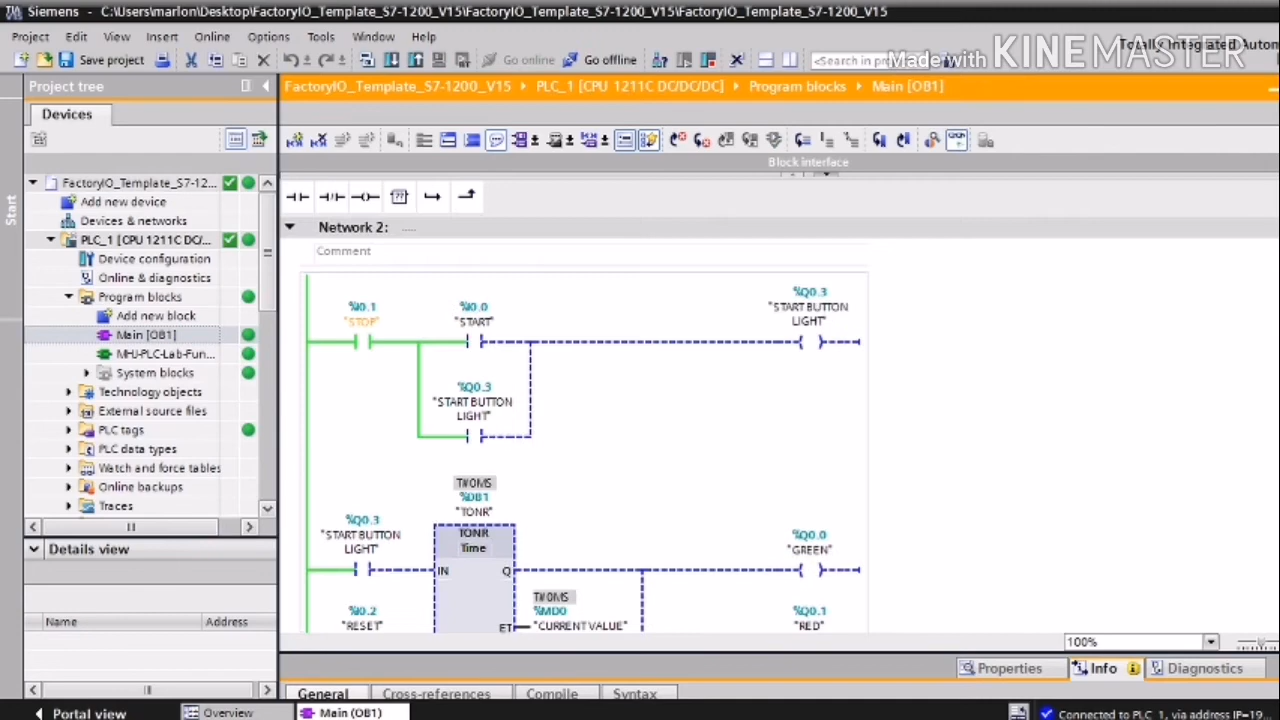 Siemens - C:\Users\marlon\Desktop\FactoryIO_Template_S7-1200_V15\FactoryIO_Template_S7-1200_V15\FactoryIO_Template_S7-1200_V15
Project Edit View Insert Online Options Tools Window Help
Totally Integrated Autom
Save project
Go online
Go offline
<Search in pro
Made with KINEMASTER
Project tree
FactoryIO_Template_S7-1200_V15 PLC_1 [CPU 1211C DC/DC/DC] Program blocks Main [OB1]
Devices
Block interface
Start
FactoryIO_Template_S7-12...
Add new device
Devices & networks
PLC_1 [CPU 1211C DC/...
Device configuration
Online & diagnostics
Program blocks
Add new block
Main [OB1]
MHJ-PLC-Lab-Fun...
System blocks
Technology objects
External source files
PLC tags
PLC data types
Watch and force tables
Online backups
Traces
Network 2: .....
Comment
%I0.1
"STOP"
%I0.0
"START"
%Q0.3
"START BUTTON
LIGHT"
%Q0.3
"START BUTTON
LIGHT"
T#0MS
%DB1
"TONR"
%Q0.3
"START BUTTON
LIGHT"
TONR
Time
IN Q
%Q0.0
"GREEN"
%I0.2
"RESET"
T#0MS
%MD0
ET "CURRENT VALUE"
%Q0.1
"RED"
100%
Details view
Name Address
Properties Info Diagnostics
General Cross-references Compile Syntax
Portal view Overview Main (OB1)
Connected to PLC_1, via address IP=19...